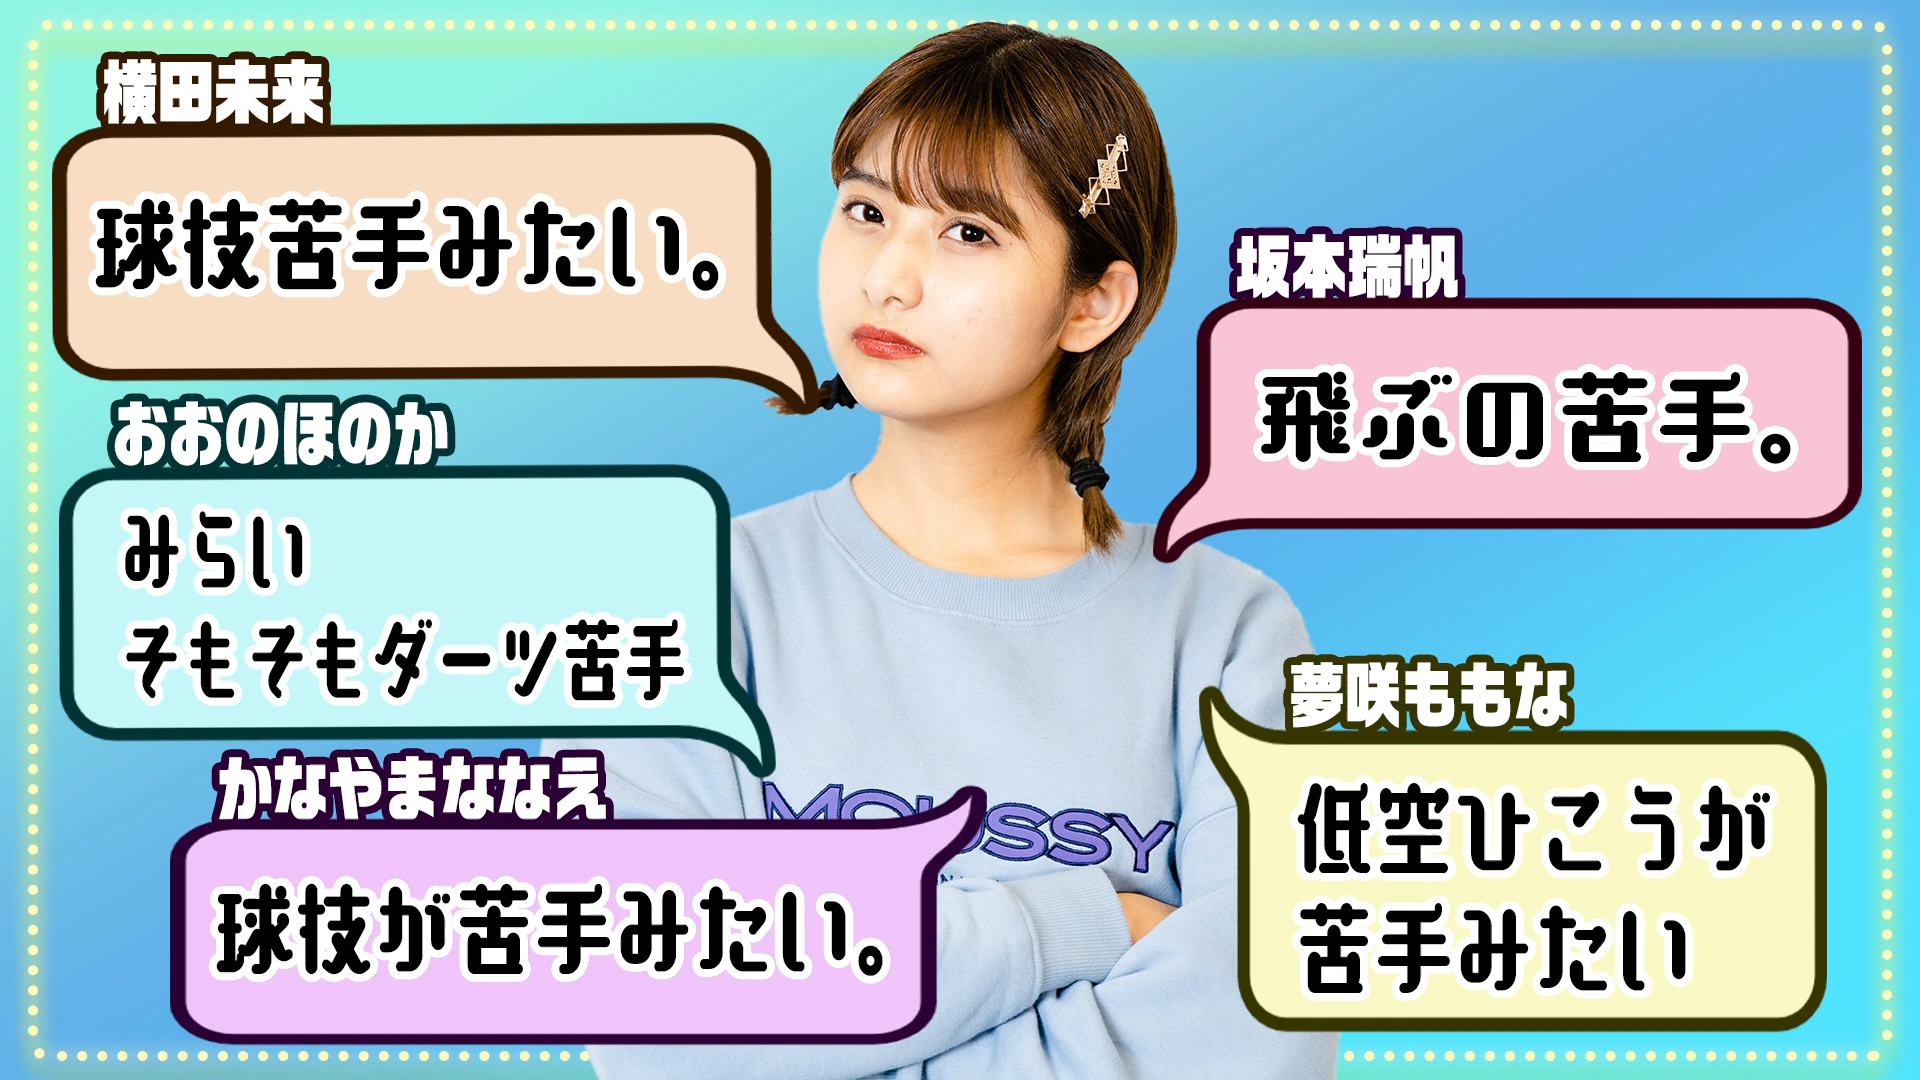 横田未来
球技苦手みたい。
おおのほのか
みらい
そもそもダーツ苦手
かなやまななえ
球技が苦手みたい。
坂本瑞帆
飛ぶの苦手。
夢咲ももな
低空ひこうが
苦手みたい